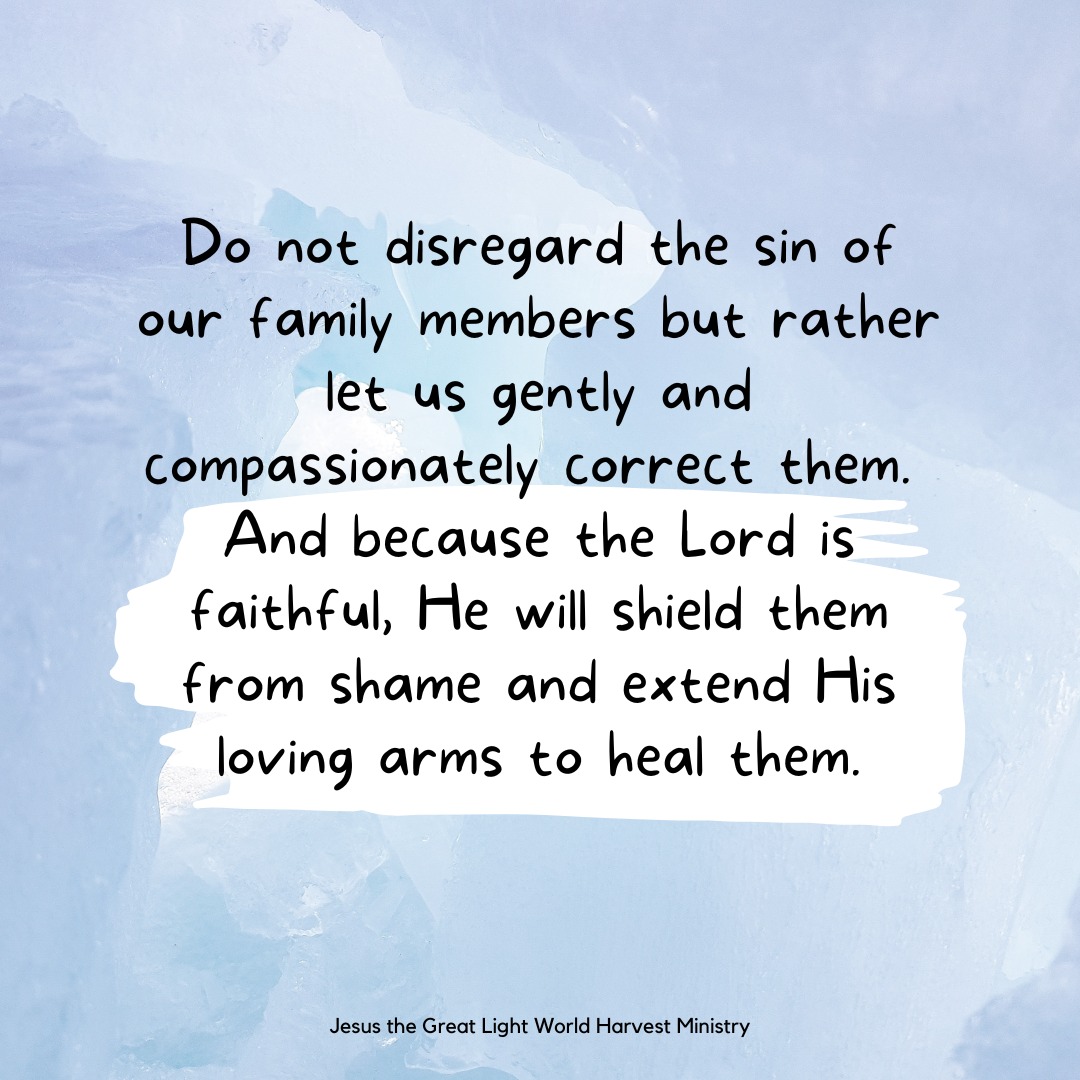 Do not disregard the sin of
our family members but rather
let us gently and
compassionately correct them.
And because the Lord is
faithful, He will shield them
from shame and extend His
loving arms to heal them.
Jesus the Great Light World Harvest Ministry